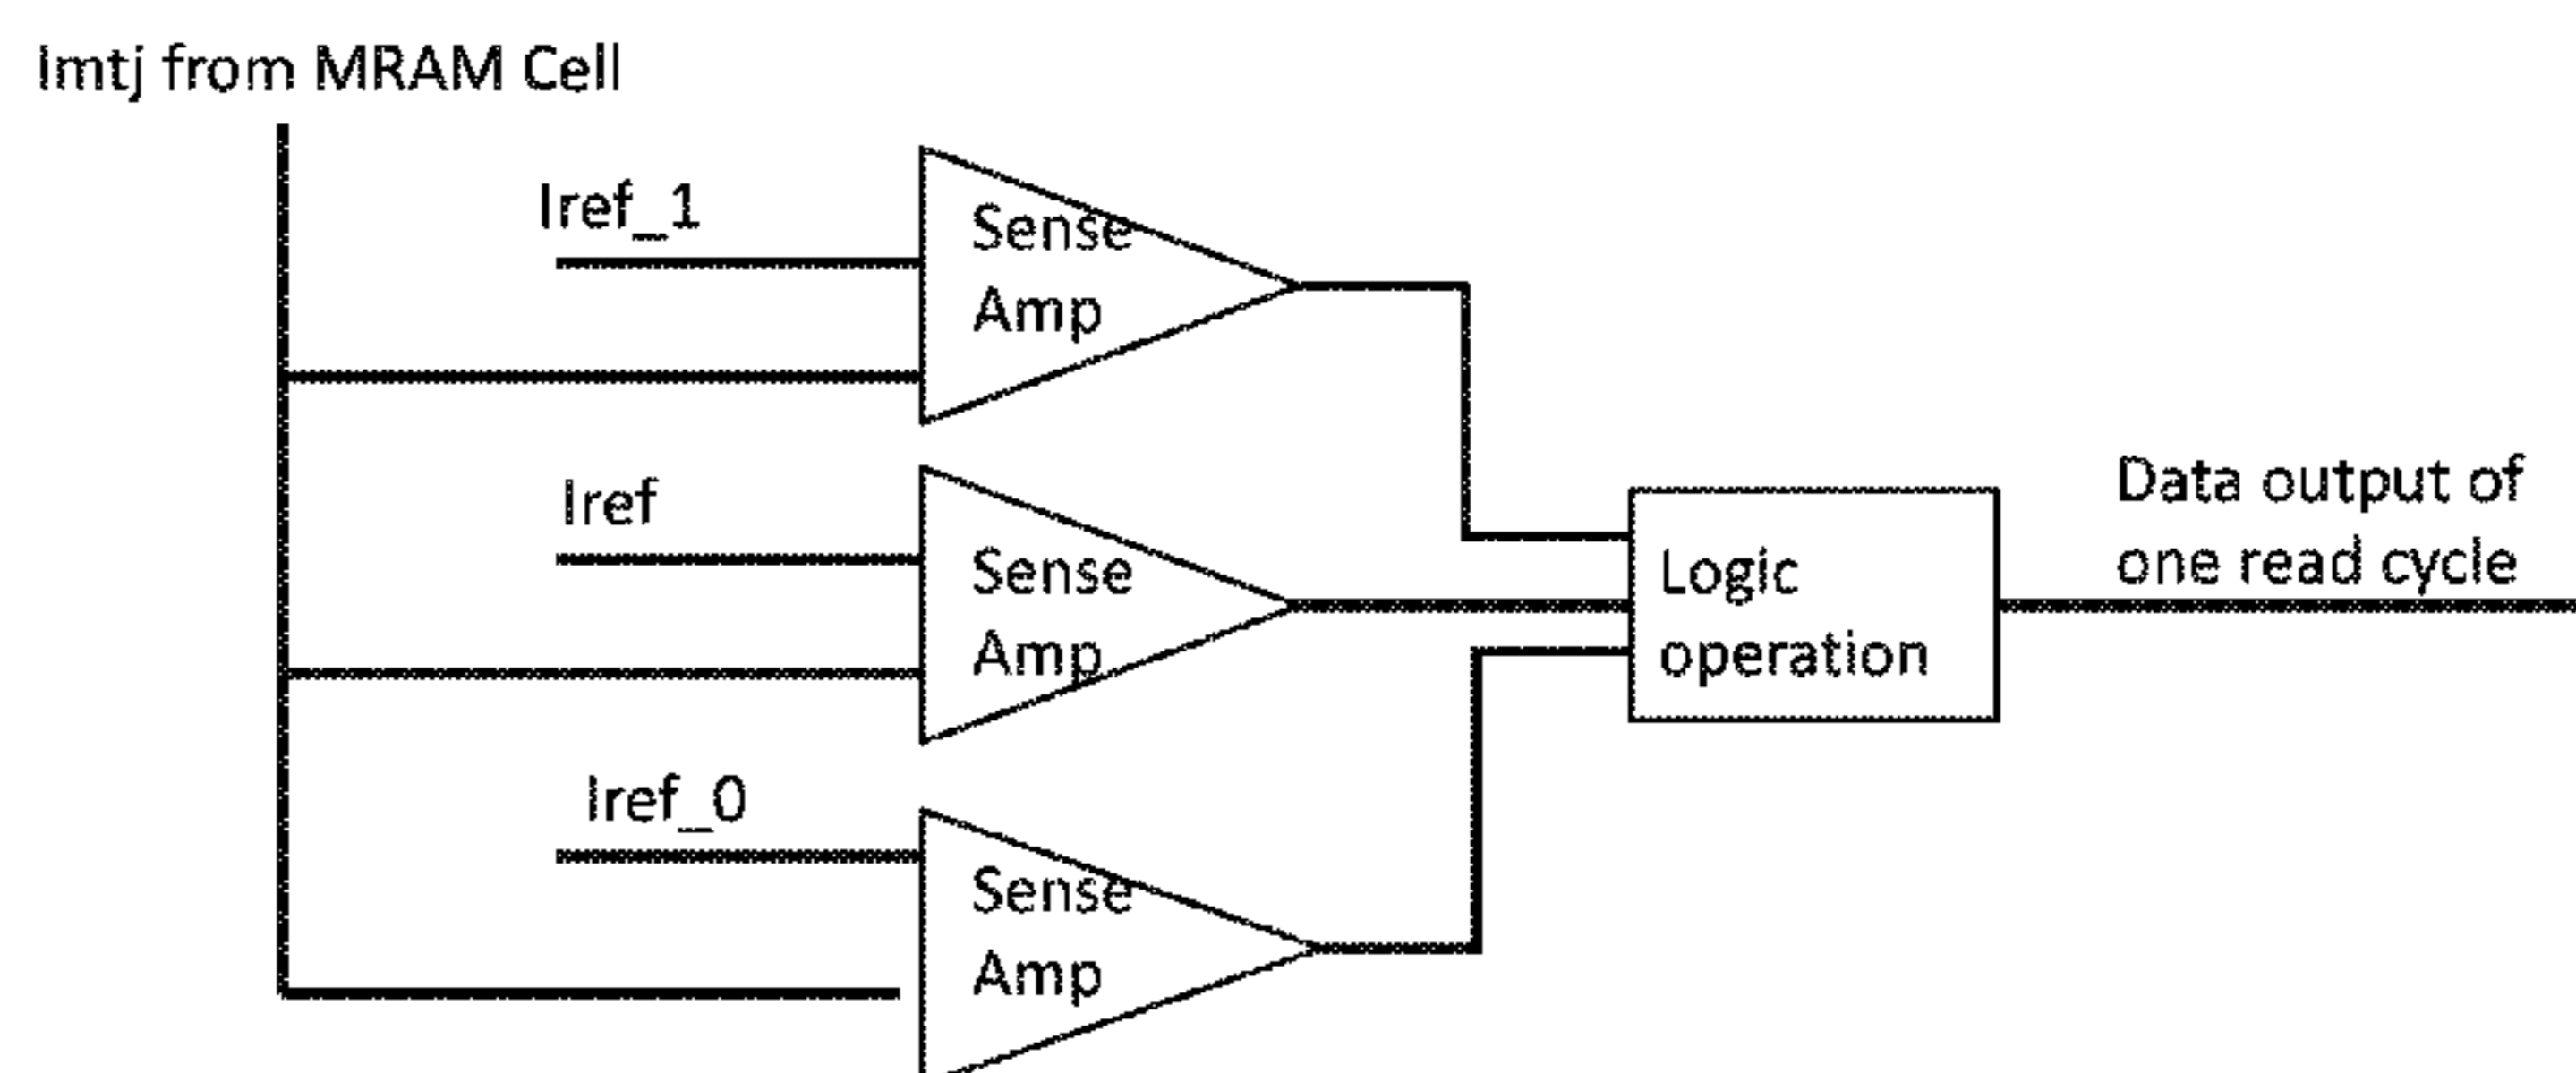 Imtj from MRAM Cell
Iref_1
Sense
Amp
Iref
Sense
Amp
Iref_0
Sense
Amp
Logic
operation
Data output of
one read cycle